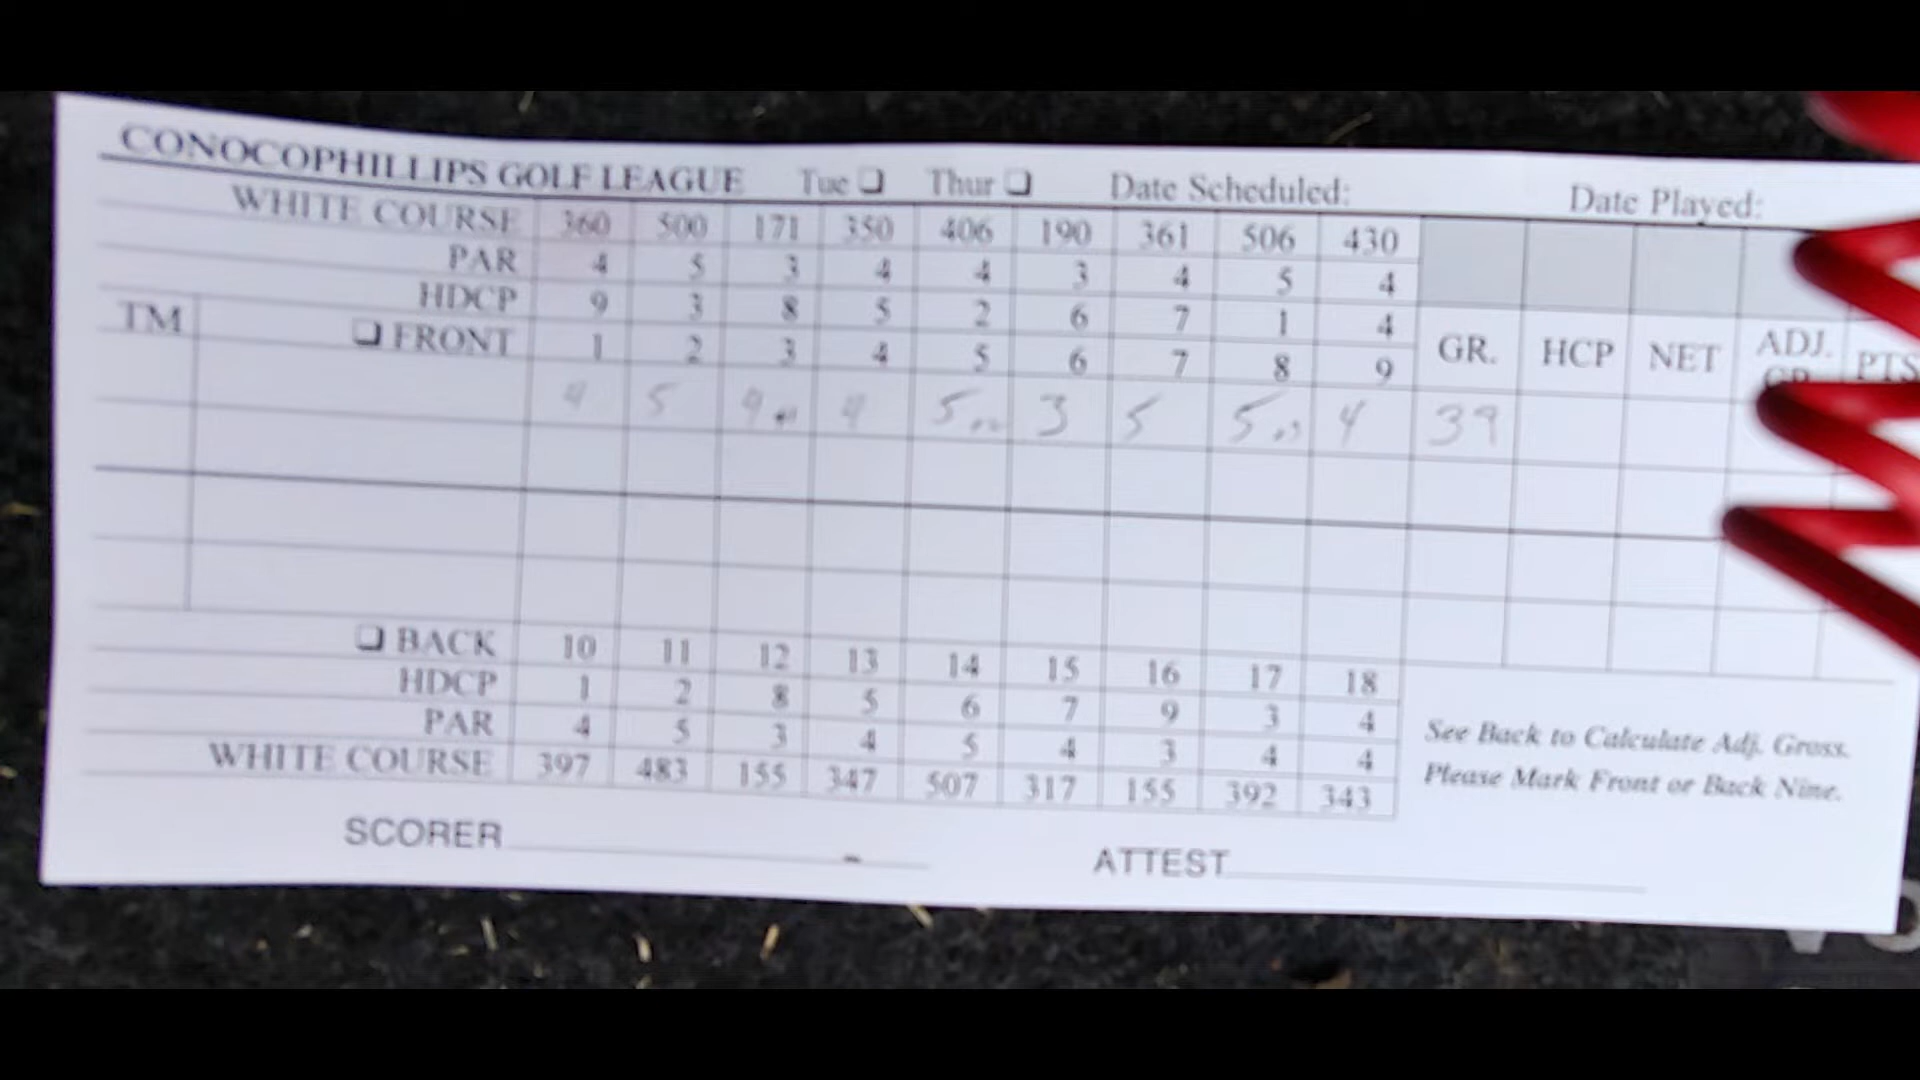 CONOCOPHILLIPS GOLF LEAGUE Tue ❏ Thur ❏ Date Scheduled: Date Played:
WHITE COURSE 360 500 171 350 406 190 361 506 430
PAR 4 5 3 4 4 3 4 5 4
HDCP 9 3 8 5 2 6 7 1 4
TM ❏ FRONT 1 2 3 4 5 6 7 8 9 GR. HCP NET ADJ. GR. PTS
4 5 4 4 5 3 5 5 4 39
❏ BACK 10 11 12 13 14 15 16 17 18
HDCP 1 2 8 5 6 7 9 3 4
PAR 4 5 3 4 5 4 3 4 4
WHITE COURSE 397 483 155 347 507 317 155 392 343
See Back to Calculate Adj. Gross.
Please Mark Front or Back Nine.
SCORER ATTEST